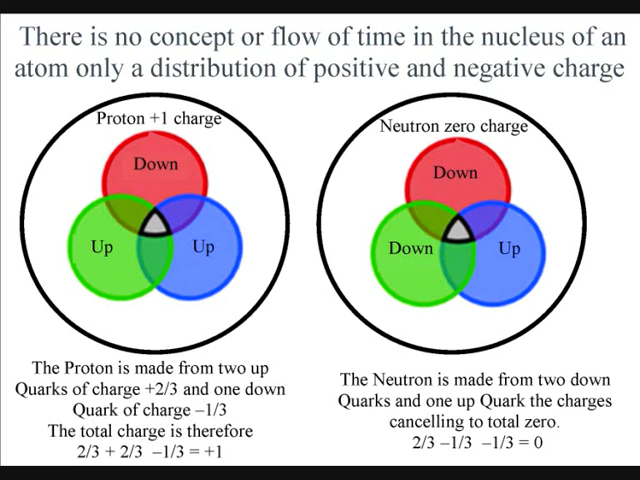 There is no concept or flow of time in the nucleus of an
atom only a distribution of positive and negative charge
Proton +1 charge
Down
Up
Up
The Proton is made from two up
Quarks of charge +2/3 and one down
Quark of charge –1/3
The total charge is therefore
2/3 + 2/3 –1/3 = +1
Neutron zero charge
Down
Down
Up
The Neutron is made from two down
Quarks and one up Quark the charges
cancelling to total zero.
2/3 –1/3 –1/3 = 0